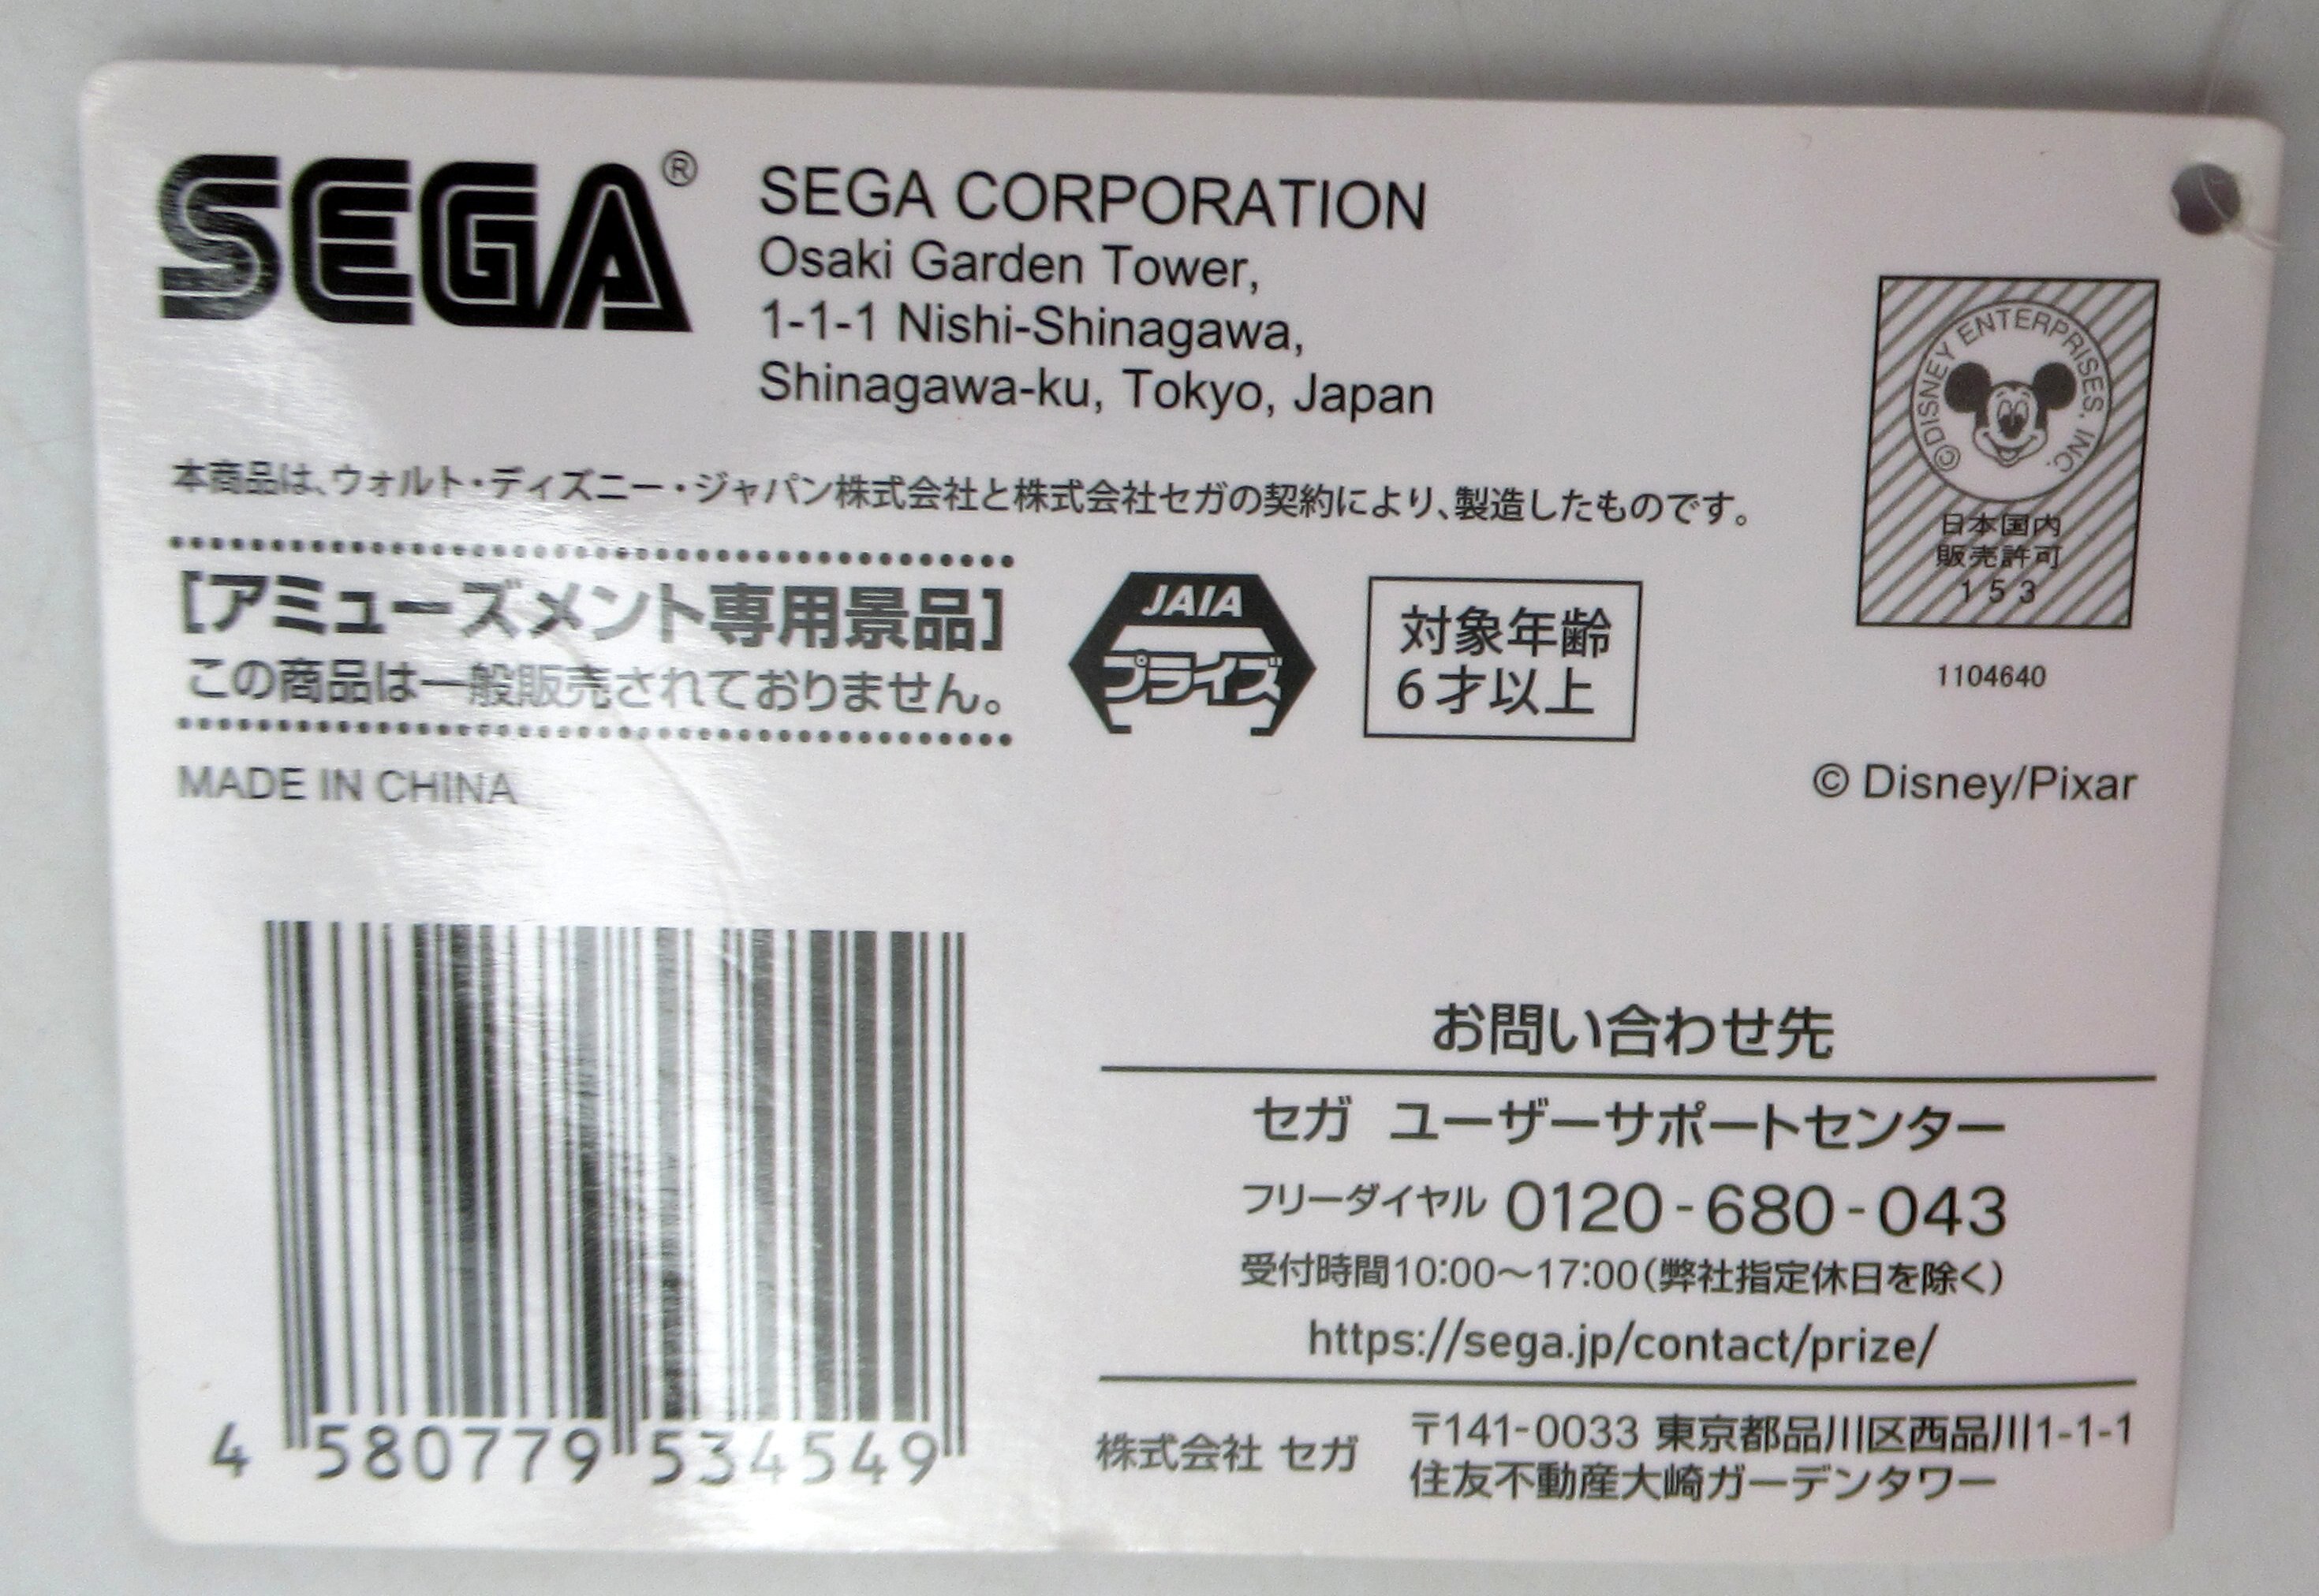 SEGA®
SEGA CORPORATION
Osaki Garden Tower,
1-1-1 Nishi-Shinagawa,
Shinagawa-ku, Tokyo, Japan
©DISNEY ENTERPRISES, INC.
日本国内
販売許可
153
1104640
© Disney/Pixar
本商品は、ウォルト・ディズニー・ジャパン株式会社と株式会社セガの契約により、製造したものです。
[アミューズメント専用景品]
この商品は一般販売されておりません。
JAIA
プライズ
対象年齢
6才以上
MADE IN CHINA
4 580779 534549
お問い合わせ先
セガ ユーザーサポートセンター
フリーダイヤル 0120-680-043
受付時間10:00〜17:00(弊社指定休日を除く)
https://sega.jp/contact/prize/
株式会社 セガ
〒141-0033 東京都品川区西品川1-1-1
住友不動産大崎ガーデンタワー